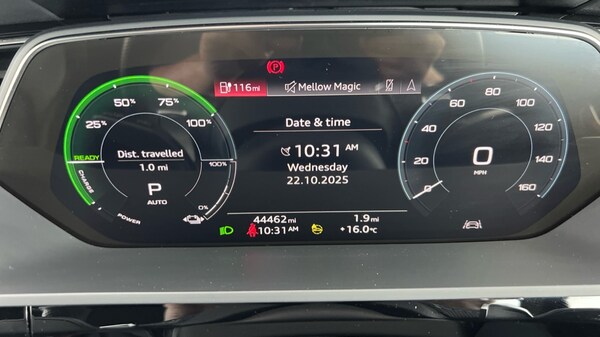 (P)
116mi
Mellow Magic
50%
75%
25%
100%
READY
CHARGE
Dist. travelled
1.0 mi
P
AUTO
POWER
100%
0%
Date & time
10:31 AM
Wednesday
22.10.2025
44462mi
1.9mi
10:31AM
+16.0°C
0
20
40
60
80
100
120
140
160
0
MPH